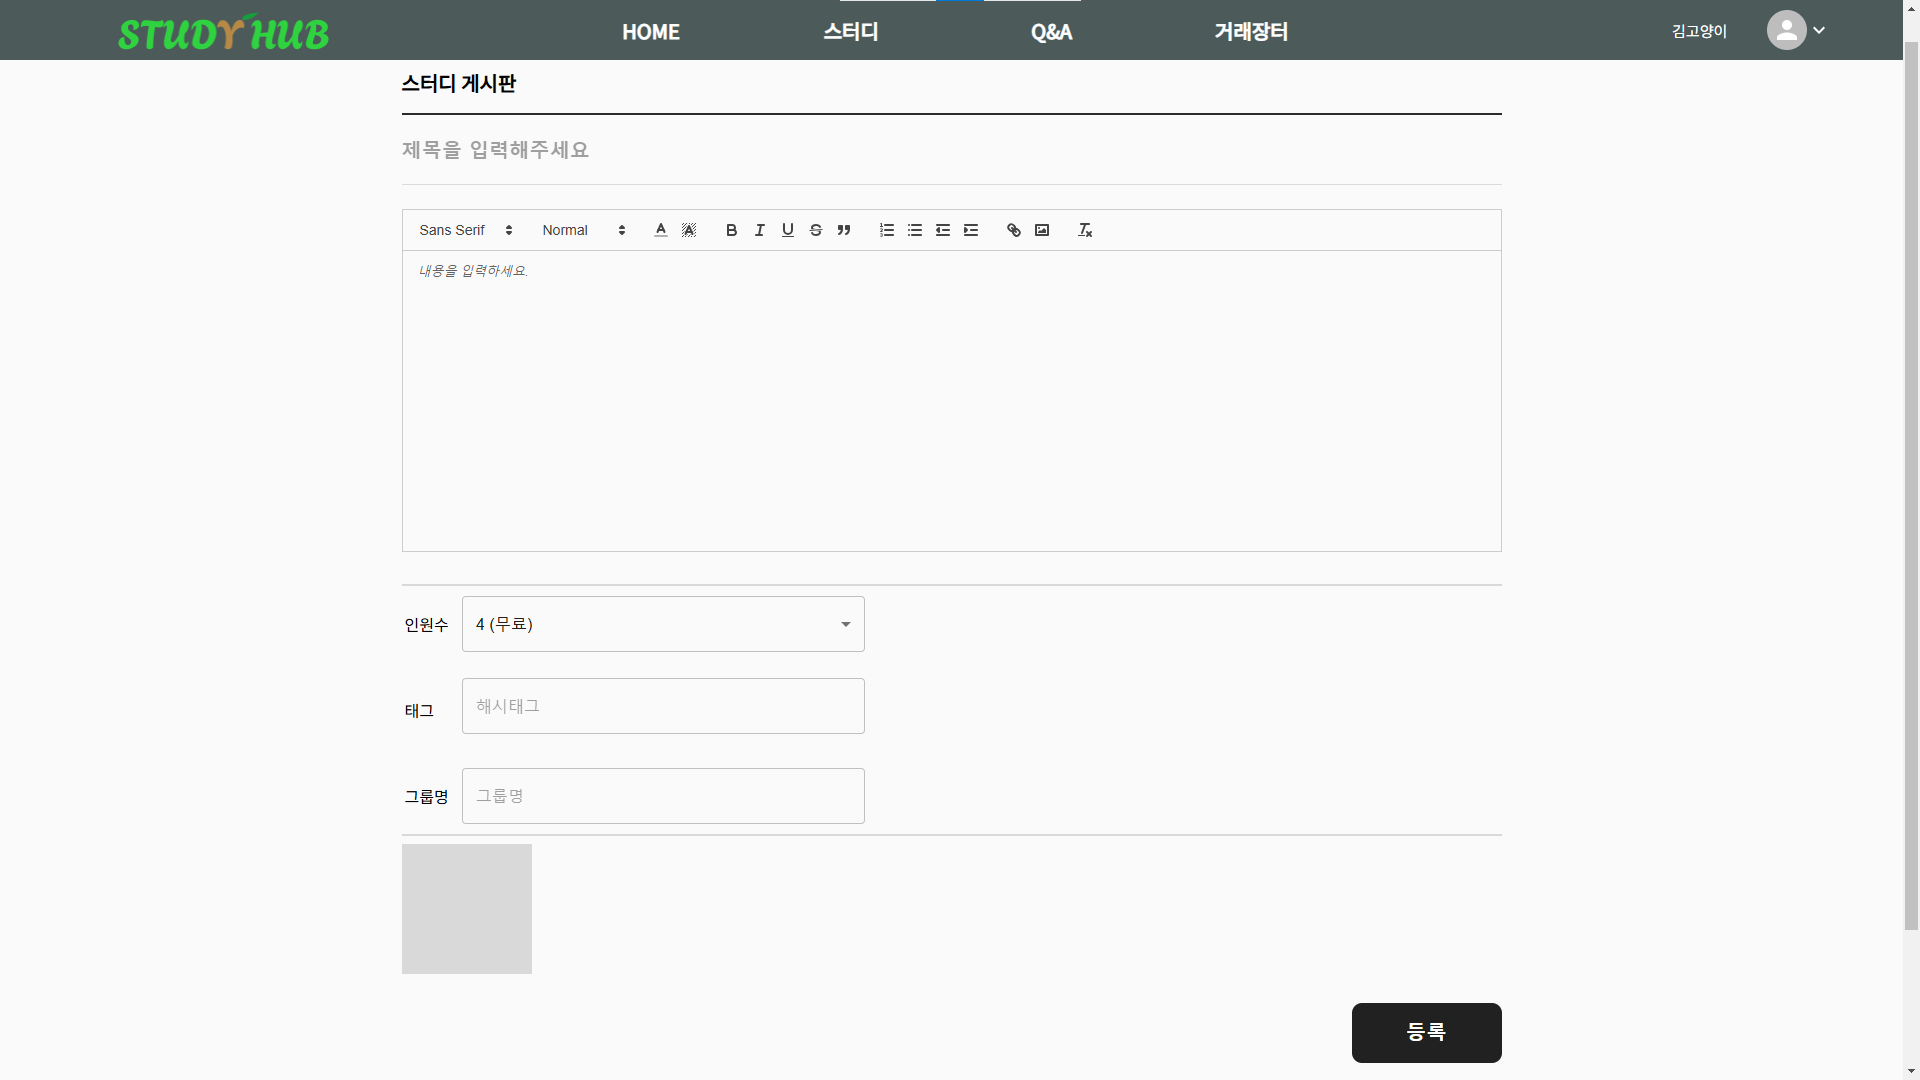 STUDY HUB
HOME
스터디
Q&A
거래장터
김고양이
스터디 게시판
제목을 입력해주세요
Sans Serif
Normal
내용을 입력하세요.
인원수
4 (무료)
태그
해시태그
그룹명
그룹명
등록